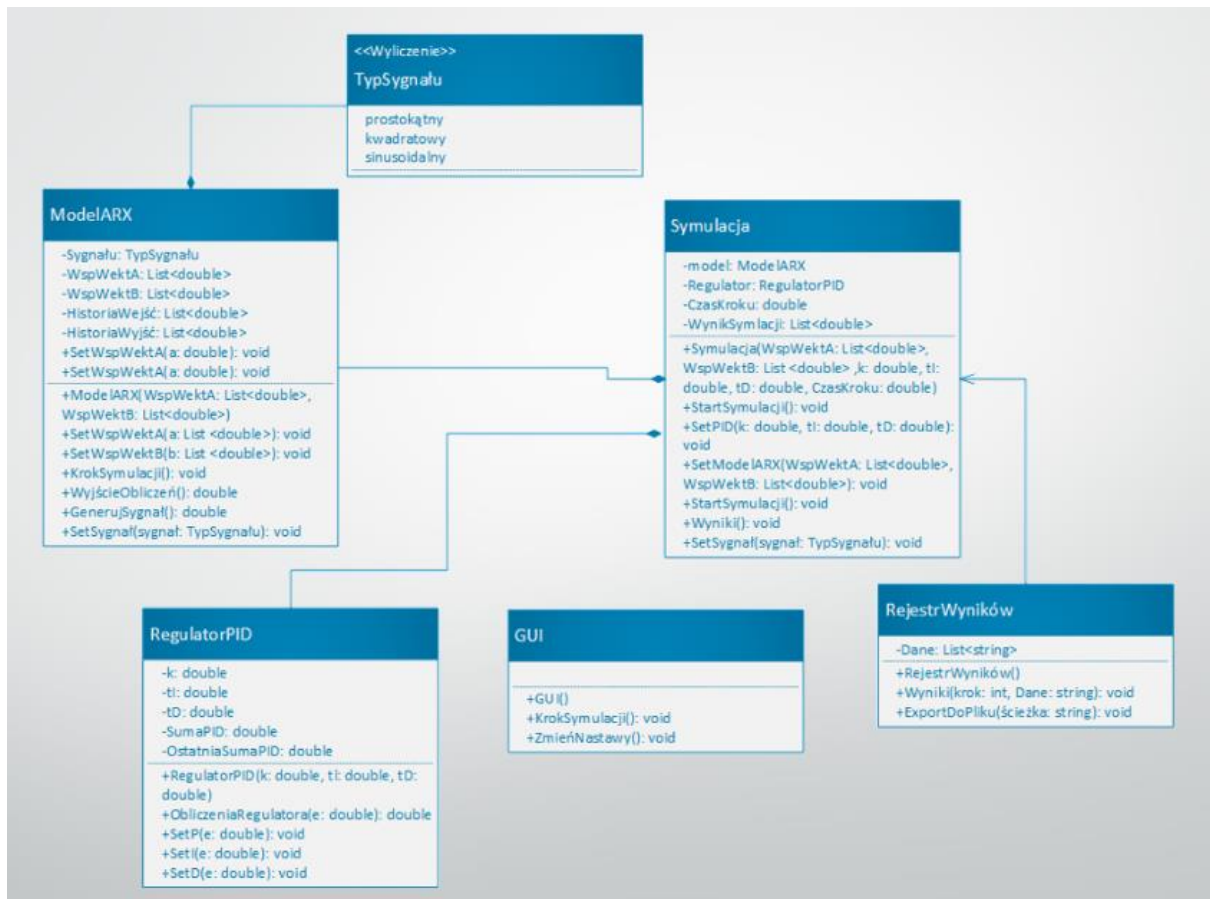 <<Wyliczenie>>
TypSygnału
prostokątny
kwadratowy
sinusoidalny
ModelARX
-Sygnału: TypSygnału
-WspWektA: List<double>
-WspWektB: List<double>
-HistoriaWejść: List<double>
-HistoriaWyjść: List<double>
+SetWspWektA(a: double): void
+SetWspWektA(a: double): void
+ModelARX(WspWektA: List<double>,
WspWektB: List<double>)
+SetWspWektA(a: List <double>): void
+SetWspWektB(b: List <double>): void
+KrokSymulacji(): void
+WyjścieObliczeń(): double
+GenerujSygnał(): double
+SetSygnał(sygnał: TypSygnału): void
Symulacja
-model: ModelARX
-Regulator: RegulatorPID
-CzasKroku: double
-WynikSymlacji: List<double>
+Symulacja(WspWektA: List<double>,
WspWektB: List <double> ,k: double, tI:
double, tD: double, CzasKroku: double)
+StartSymulacji(): void
+SetPID(k: double, tI: double, tD: double):
void
+SetModelARX(WspWektA: List<double>,
WspWektB: List<double>): void
+StartSymulacji(): void
+Wyniki(): void
+SetSygnał(sygnał: TypSygnału): void
RegulatorPID
-k: double
-tI: double
-tD: double
-SumaPID: double
-OstatniaSumaPID: double
+RegulatorPID(k: double, tI: double, tD:
double)
+ObliczeniaRegulatora(e: double): double
+SetP(e: double): void
+SetI(e: double): void
+SetD(e: double): void
GUI
+GUI()
+KrokSymulacji(): void
+ZmieńNastawy(): void
RejestrWyników
-Dane: List<string>
+RejestrWyników()
+Wyniki(krok: int, Dane: string): void
+ExportDoPliku(ścieżka: string): void